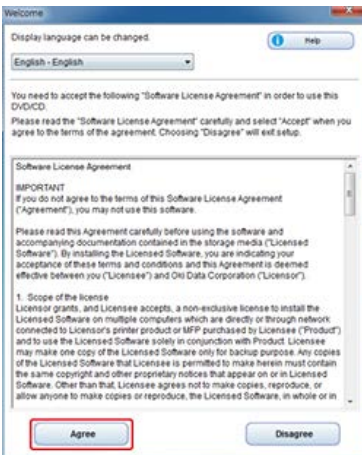 Welcome
Display language can be changed.
Help
English - English
You need to accept the following "Software License Agreement" in order to use this
DVD/CD.
Please read the "Software License Agreement" carefully and select "Accept" when you
agree to the terms of the agreement. Choosing "Disagree" will exit setup.
Software License Agreement
IMPORTANT
If you do not agree to the terms of this Software License Agreement
("Agreement"), you may not use this software.
Please read this Agreement carefully before using the software and
accompanying documentation contained in the storage media ("Licensed
Software"). By installing the Licensed Software, you are indicating your
acceptance of these terms and conditions and this Agreement is deemed
effective between you ("Licensee") and Oki Data Corporation ("Licensor").
1. Scope of the license
Licensor grants, and Licensee accepts, a non-exclusive license to install the
Licensed Software on multiple computers which are directly or through network
connected to Licensor's printer product or MFP purchased by Licensee ("Product")
and to use the Licensed Software solely in conjunction with Product. Licensee
may make one copy of the Licensed Software only for backup purpose. Any copies
of the Licensed Software that Licensee is permitted to make herein must contain
the same copyright and other proprietary notices that appear on or in Licensed
Software. Other than that, Licensee agrees not to make copies, reproduce, or
allow anyone to make copies or reproduce, the Licensed Software, in whole or in
Agree
Disagree